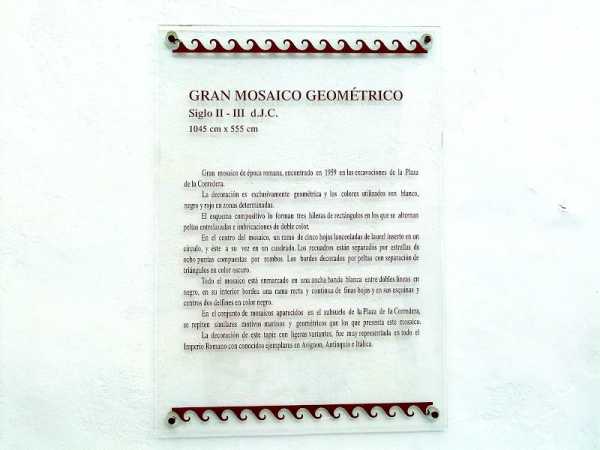 GRAN MOSAICO GEOMÉTRICO
Siglo II - III d.J.C.
1045 cm x 555 cm
Gran mosaico de época romana, encontrado en 1959 en las excavaciones de la Plaza
de la Corredera.
La decoración es exclusivamente geométrica y los colores utilizados son blanco,
negro y rojo en zonas determinadas.
El esquema compositivo lo forman tres hileras de rectángulos en los que se alternan
peltas entrelazadas e imbricaciones de doble color.
En el centro del mosaico, un ramo de cinco hojas lanceoladas de laurel inserto en un
círculo, y éste a su vez en un cuadrado. Los recuadros están separados por estrellas de
ocho puntas compuestas por rombos. Los bordes decorados por peltas con separación de
triángulos en color oscuro.
Todo el mosaico está enmarcado en una ancha banda blanca entre dobles líneas en
negro, en su interior bordea una rama recta y continua de finas hojas y en sus esquinas y
centros dos delfines en color negro.
En el conjunto de mosaicos aparecidos en el subsuelo de la Plaza de la Corredera,
se repiten similares motivos marinos y geométricos que los que presenta este mosaico.
La decoración de este tapiz con ligeras variantes, fue muy representada en todo el
Imperio Romano con conocidos ejemplares en Avignon, Antioquía e Itálica.